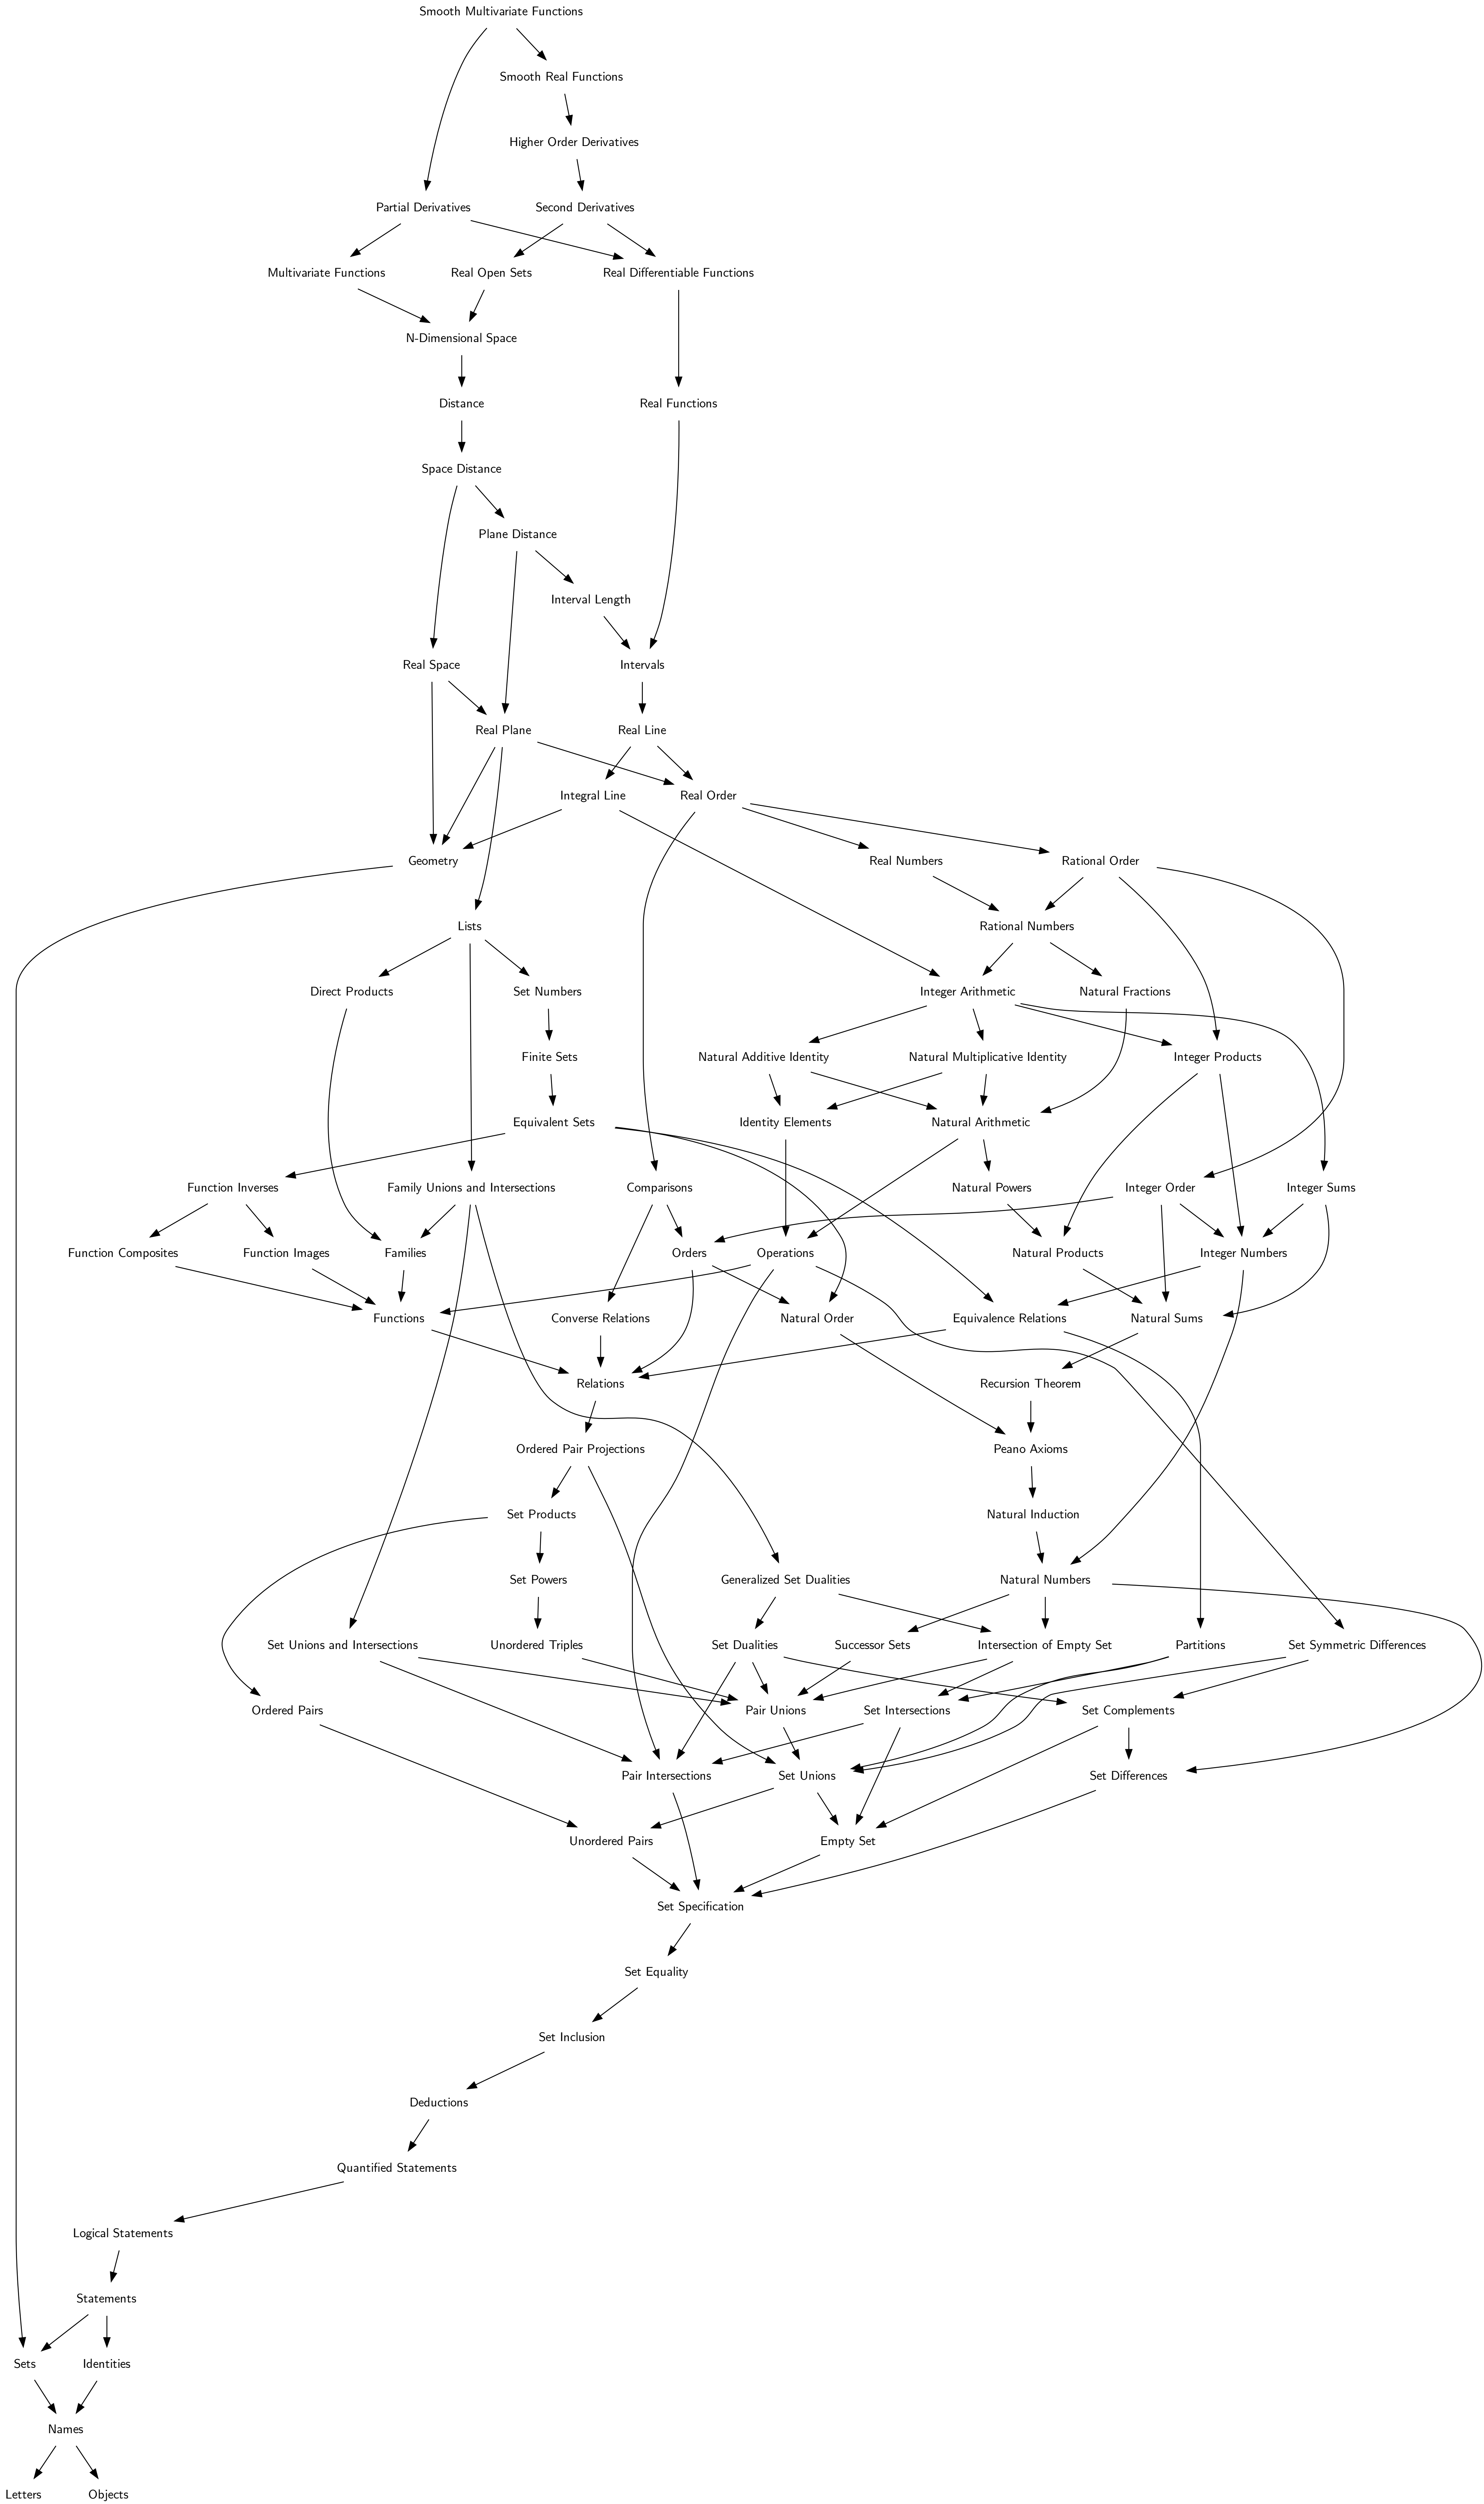 Smooth Multivariate Functions
Smooth Real Functions
Higher Order Derivatives
Partial Derivatives
Second Derivatives
Multivariate Functions
Real Open Sets
Real Differentiable Functions
N-Dimensional Space
Distance
Real Functions
Space Distance
Plane Distance
Interval Length
Real Space
Intervals
Real Plane
Real Line
Integral Line
Real Order
Geometry
Real Numbers
Rational Order
Lists
Rational Numbers
Direct Products
Set Numbers
Integer Arithmetic
Natural Fractions
Finite Sets
Natural Additive Identity
Natural Multiplicative Identity
Integer Products
Equivalent Sets
Identity Elements
Natural Arithmetic
Function Inverses
Family Unions and Intersections
Comparisons
Natural Powers
Integer Order
Integer Sums
Function Composites
Function Images
Families
Orders
Operations
Natural Products
Integer Numbers
Functions
Converse Relations
Natural Order
Equivalence Relations
Natural Sums
Relations
Recursion Theorem
Ordered Pair Projections
Peano Axioms
Set Products
Natural Induction
Set Powers
Generalized Set Dualities
Natural Numbers
Set Unions and Intersections
Unordered Triples
Set Dualities
Successor Sets
Intersection of Empty Set
Partitions
Set Symmetric Differences
Ordered Pairs
Pair Unions
Set Intersections
Set Complements
Pair Intersections
Set Unions
Set Differences
Unordered Pairs
Empty Set
Set Specification
Set Equality
Set Inclusion
Deductions
Quantified Statements
Logical Statements
Statements
Sets
Identities
Names
Letters
Objects